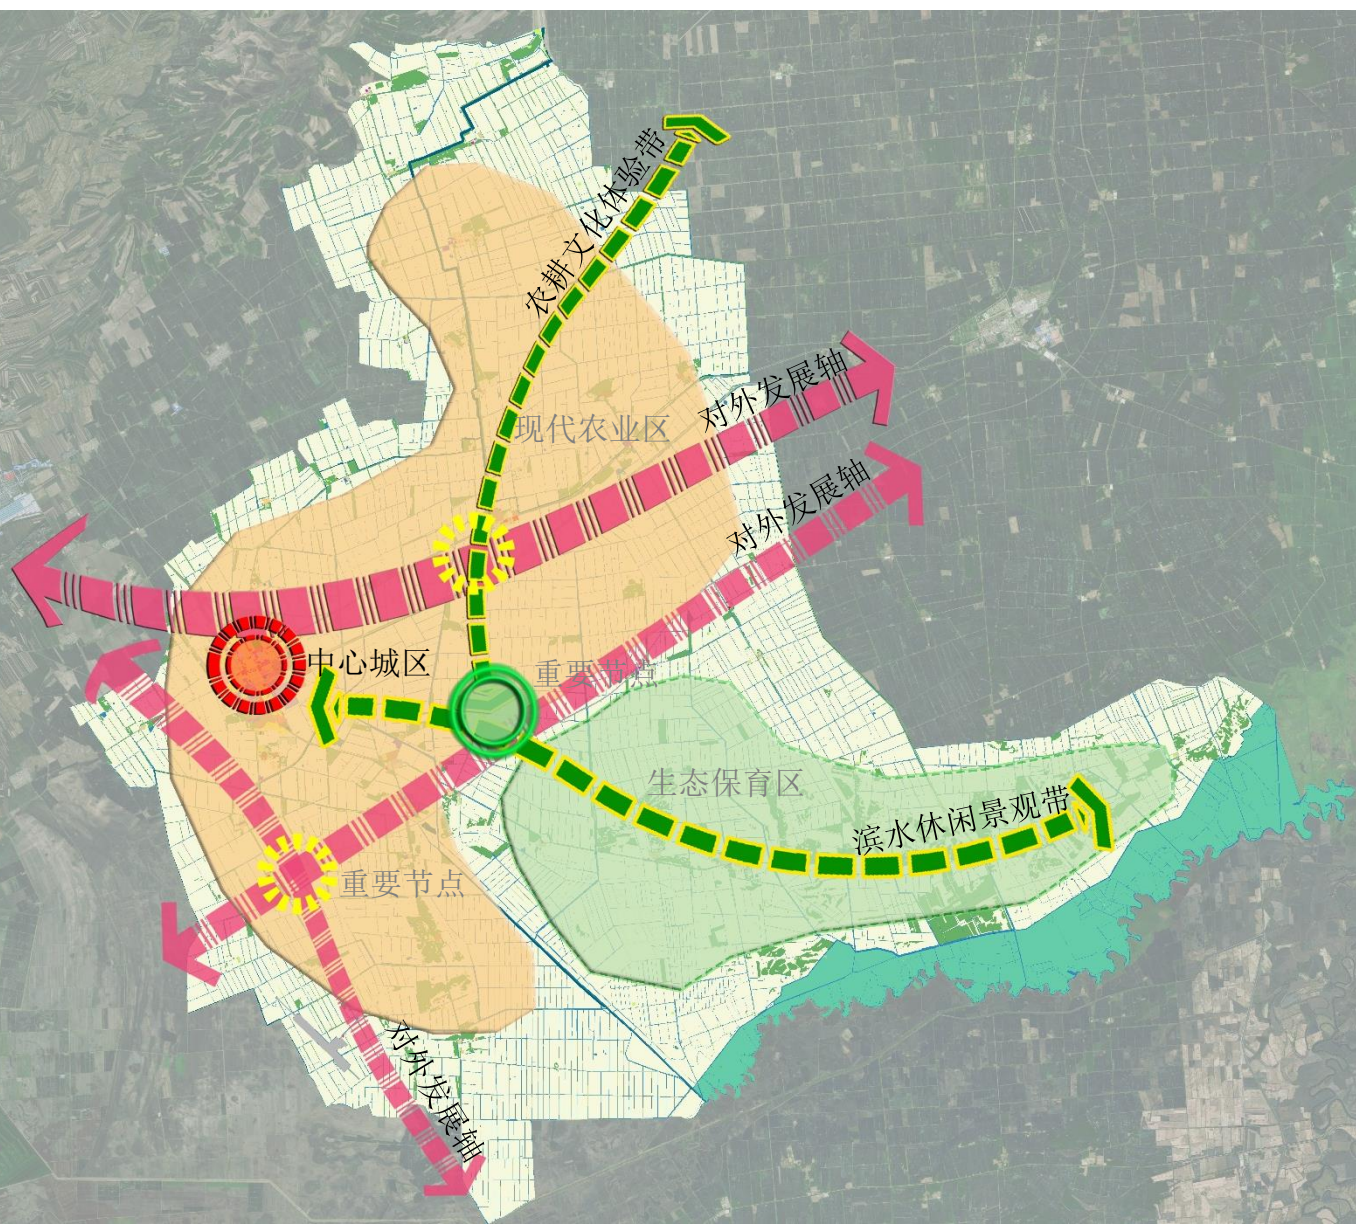 农耕文化体验带
对外发展轴
现代农业区
对外发展轴
中心城区
重要节点
生态保育区
滨水休闲景观带
重要节点
对外发展轴